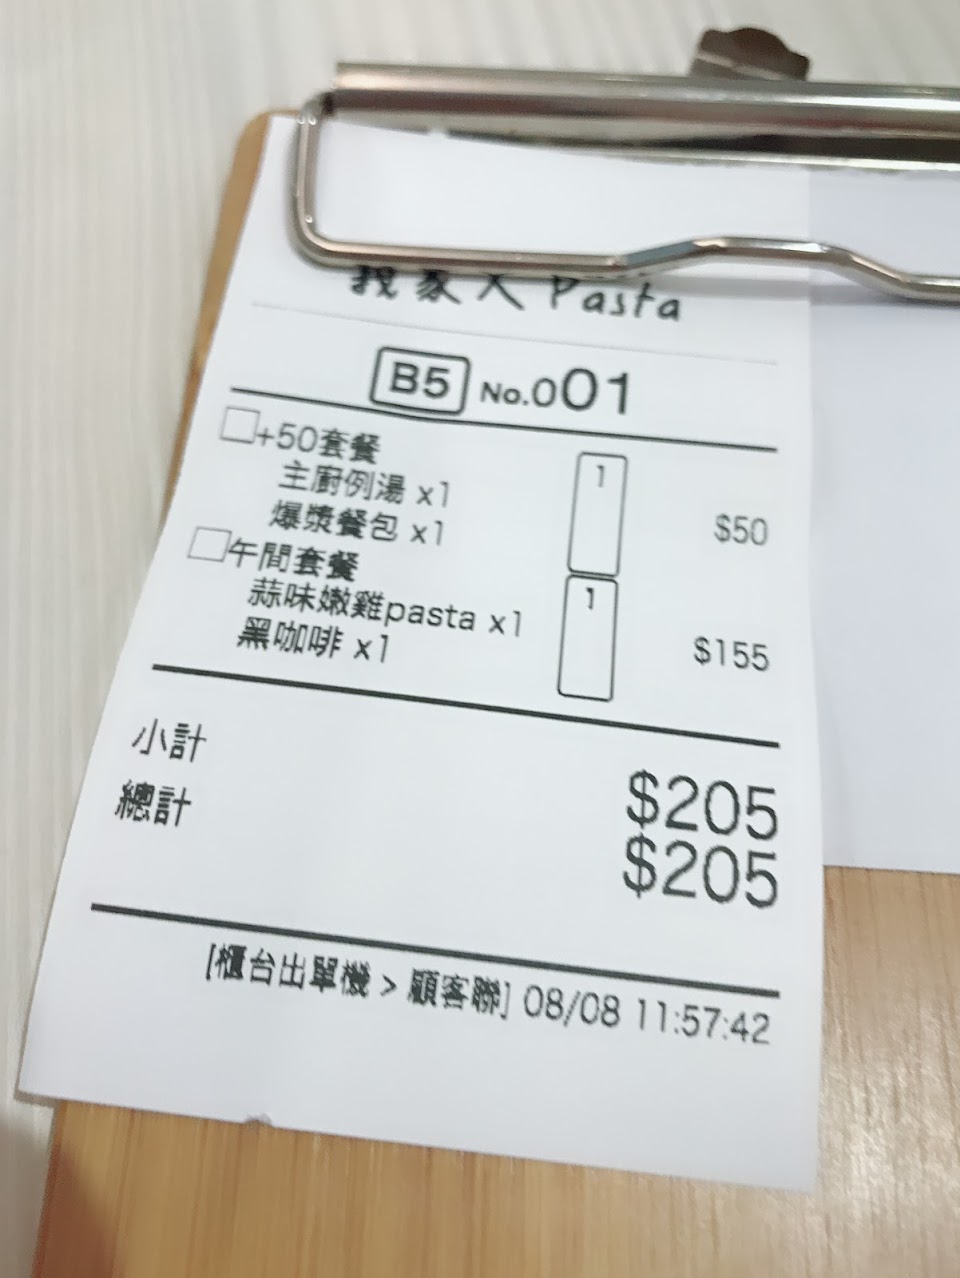 我家人 Pasta
B5 No.001
+50套餐
主廚例湯 x1
爆漿餐包 x1
1
$50
午間套餐
蒜味嫩雞pasta x1
黑咖啡 x1
1
$155
小計 $205
總計 $205
[櫃台出單機 > 顧客聯] 08/08 11:57:42